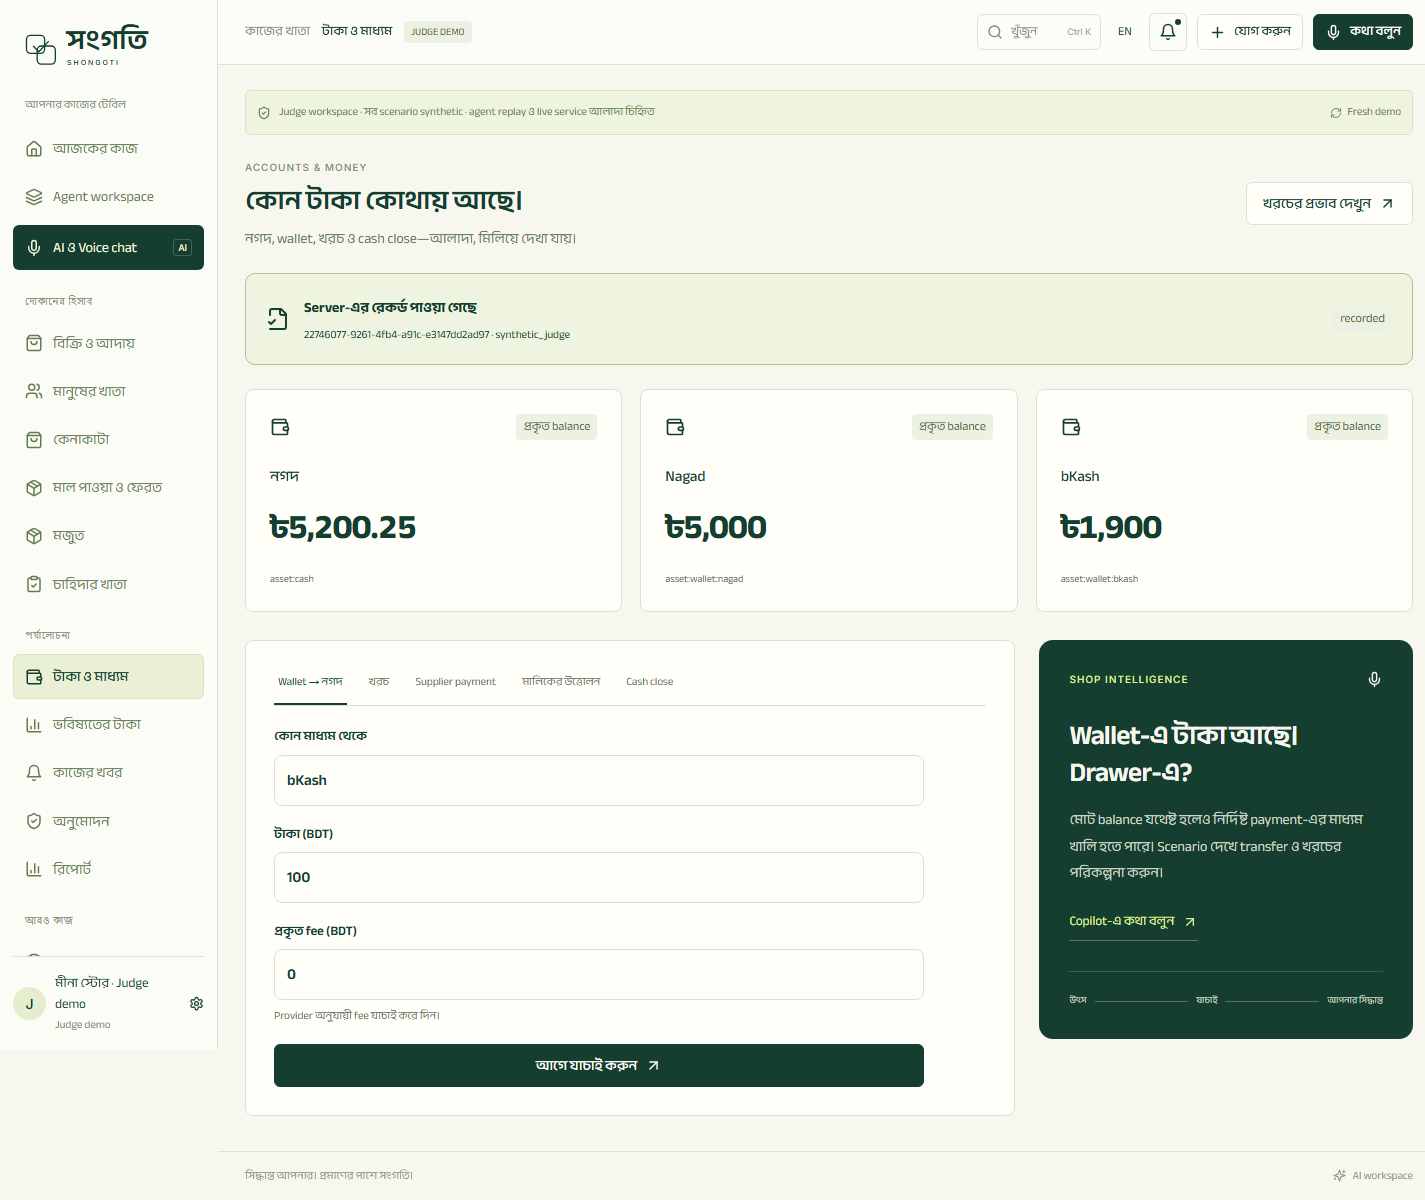 সংগতি
SHONGOTI
আপনার কাজের টেবিল
আজকের কাজ
Agent workspace
AI ও Voice chat
AI
দোকানের হিসাব
বিক্রি ও আদায়
মানুষের খাতা
কেনাকাটা
মাল পাওয়া ও ফেরত
মজুত
চাহিদার খাতা
পর্যালোচনা
টাকা ও মাধ্যম
ভবিষ্যতের টাকা
কাজের খবর
অনুমোদন
রিপোর্ট
আরও কাজ
J
মীনা স্টোর · Judge demo
Judge demo
কাজের খাতা টাকা ও মাধ্যম JUDGE DEMO
খুঁজুন Ctrl K
EN
যোগ করুন
কথা বলুন
Judge workspace · সব scenario synthetic · agent replay ও live service আলাদা চিহ্নিত
Fresh demo
ACCOUNTS & MONEY
কোন টাকা কোথায় আছে।
নগদ, wallet, খরচ ও cash close—আলাদা, মিলিয়ে দেখা যায়।
খরচের প্রভাব দেখুন
Server-এর রেকর্ড পাওয়া গেছে
22746077-9261-4fb4-a91c-e3147dd2ad97 · synthetic_judge
recorded
প্রকৃত balance
নগদ
৳5,200.25
asset:cash
প্রকৃত balance
Nagad
৳5,000
asset:wallet:nagad
প্রকৃত balance
bKash
৳1,900
asset:wallet:bkash
Wallet → নগদ
খরচ
Supplier payment
মালিকের উত্তোলন
Cash close
কোন মাধ্যম থেকে
bKash
টাকা (BDT)
100
প্রকৃত fee (BDT)
0
Provider অনুযায়ী fee যাচাই করে দিন।
আগে যাচাই করুন
SHOP INTELLIGENCE
Wallet-এ টাকা আছে।
Drawer-এ?
মোট balance যথেষ্ট হলেও নির্দিষ্ট payment-এর মাধ্যম
খালি হতে পারে। Scenario দেখে transfer ও খরচের
পরিকল্পনা করুন।
Copilot-এ কথা বলুন
উৎস
যাচাই
আপনার সিদ্ধান্ত
সিদ্ধান্ত আপনার। প্রমাণের পাশে সংগতি।
AI workspace